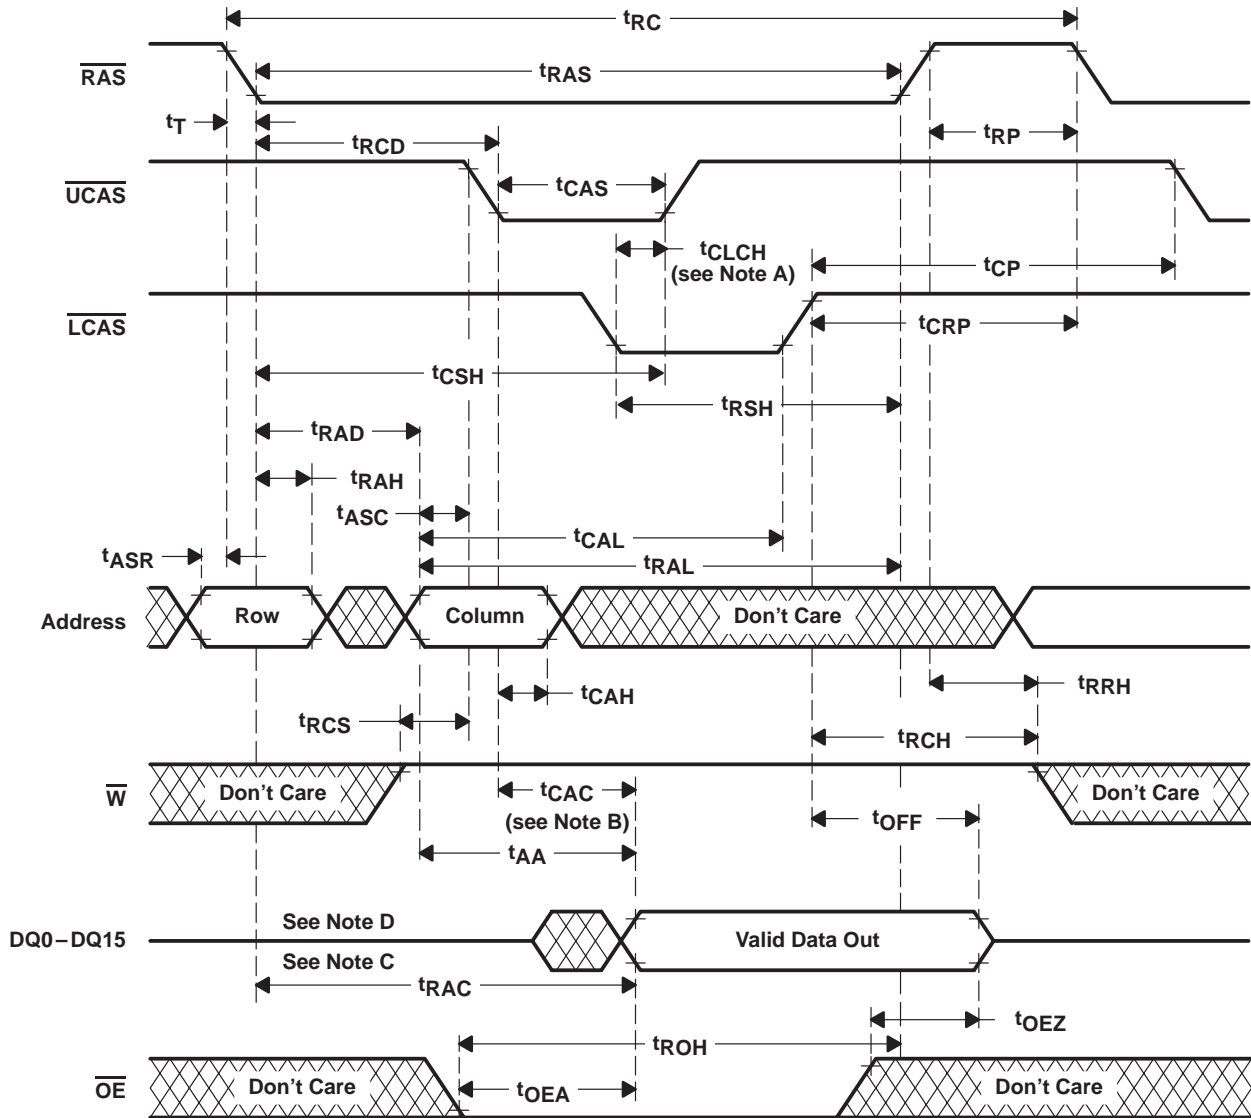 tRC
RAS
tRAS
tT
tRCD
tRP
UCAS
tCAS
tCLCH
(see Note A)
tCP
LCAS
tCRP
tCSH
tRSH
tRAD
tRAH
tASC
tCAL
tASR
tRAL
Address
Row
Column
Don't Care
tCAH
tRRH
tRCS
tRCH
W
Don't Care
Don't Care
tCAC
(see Note B)
tOFF
tAA
DQ0–DQ15
See Note D
See Note C
Valid Data Out
tRAC
tOEZ
tROH
OE
Don't Care
tOEA
Don't Care